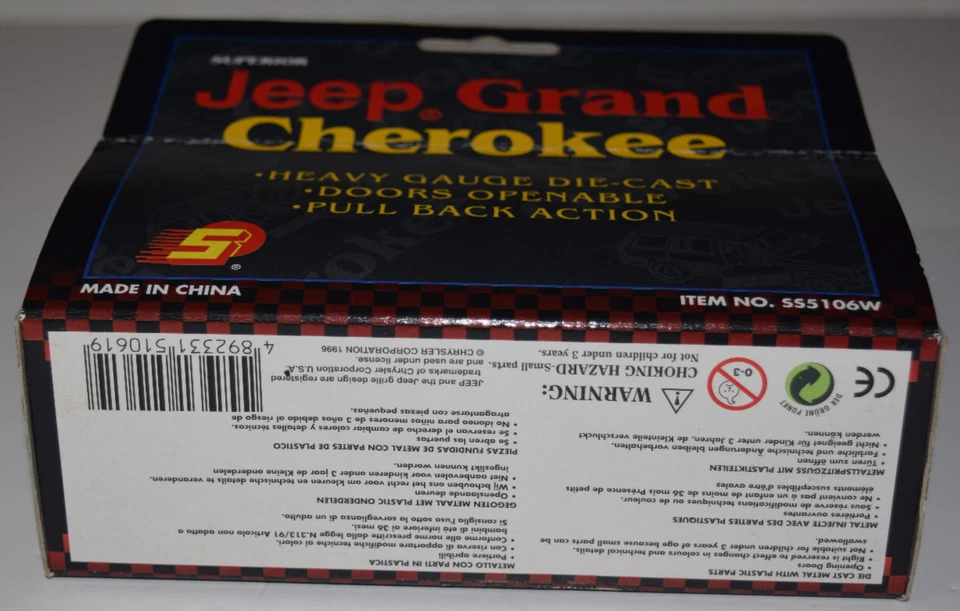 SUPERIOR
Jeep® Grand
Cherokee
•HEAVY GAUGE DIE-CAST
•DOORS OPENABLE
•PULL BACK ACTION
S ®
MADE IN CHINA
ITEM NO. SS5106W
DIE CAST METAL WITH PLASTIC PARTS
• Opening Doors
• Right is reserved to effect changes in colours and technical details.
• Not suitable for children under 3 years of age because small parts can be
swallowed.
METAL INJECTE AVEC DES PARTIES PLASTIQUES
• Portières ouvrantes
• Sous réserve de modifications techniques ou de couleur.
• Ne convient pas à un enfant de moins de 36 mois Présence de petits
éléments susceptibles d'être avalés
METALLSPRITZGUSS MIT PLASTIKTEILEN
• Türen zum öffnen
• Farbliche und technische Änderungen bleiben vorbehalten.
• Nicht geeignet für Kinder unter 3 Jahren, de Kleinteile verschluckt
werden können.
METALLO CON PARTI IN PLASTICA
• Portiere apribili
• Con riserva di apportare modifiche tecniche ai colori.
• Conforme alle norme prescritte dalla legge N.313/91 Articolo non adatto a
bambini di età inferiore ai 36 mesi.
Si consiglia l'uso sotto la sorveglianza di un adulto.
GEGOTEN METAAL MET PLASTIC ONDERDELEN
• Openslaande deuren
• Wij behouden ons het recht voor om kleuren en technische details te veranderen.
• Niet aanbevolen voor kinderen onder 3 jaar de Kleine onderdelen
ingeslikt kunnen worden.
PIEZAS FUNDIDAS DE METAL CON PARTES DE PLASTICO
• Se abren las puertas
• Se reservan el derecho de cambiar colores y detalles técnicos.
• No idoneo para niños menores de 3 años debido al riesgo de
atragantarse con piezas pequeñas.
CE
DER GRÜNE PUNKT
0-3
WARNING:
CHOKING HAZARD-Small parts.
Not for children under 3 years.
JEEP and the Jeep grille design are registered
trademarks of Chrysler Corporation U.S.A.
and are used under license.
© CHRYSLER CORPORATION 1996
4 892331 510619